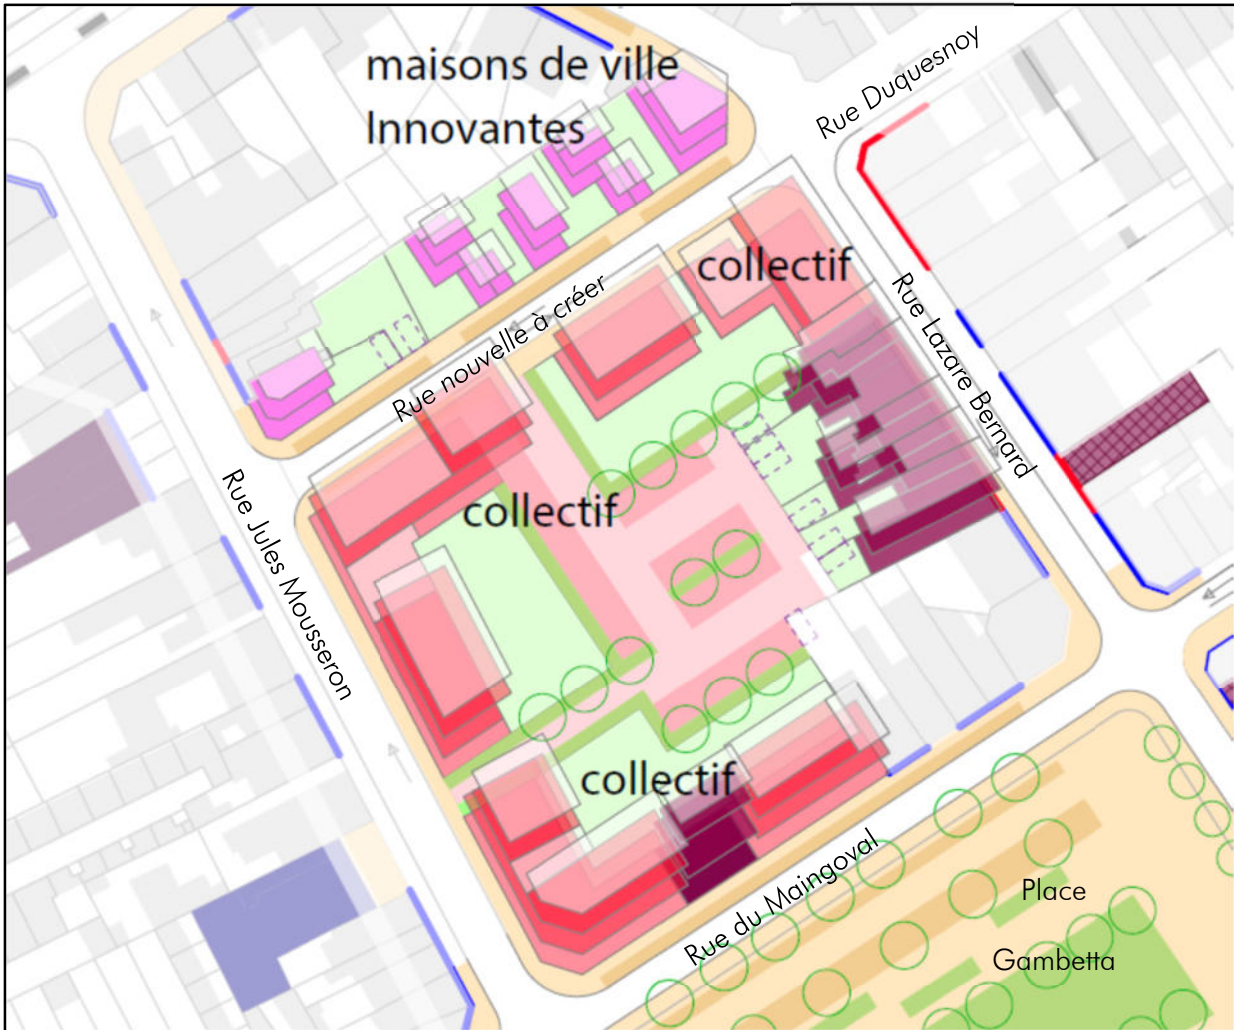 maisons de ville
Innovantes
Rue Duquesnoy
collectif
Rue nouvelle à créer
Rue Lazare Bernard
collectif
Rue Jules Mousseron
collectif
Rue du Maingoval
Place
Gambetta